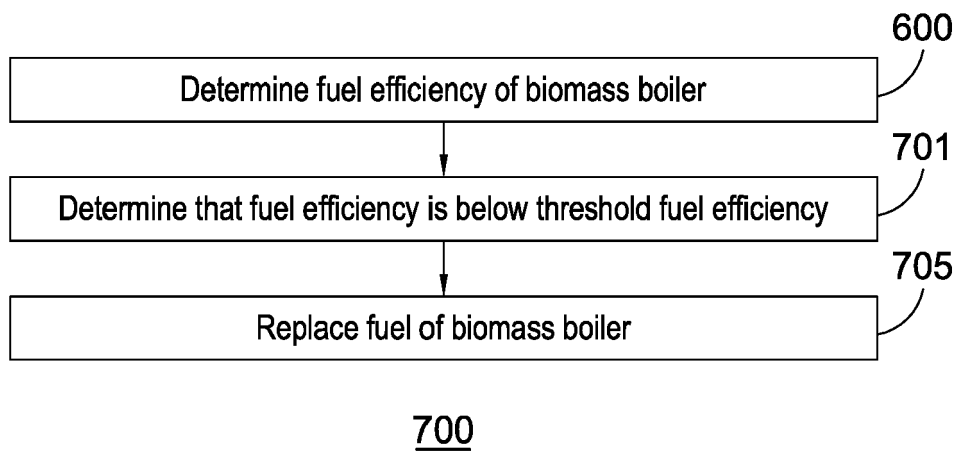 600
Determine fuel efficiency of biomass boiler
701
Determine that fuel efficiency is below threshold fuel efficiency
705
Replace fuel of biomass boiler
700